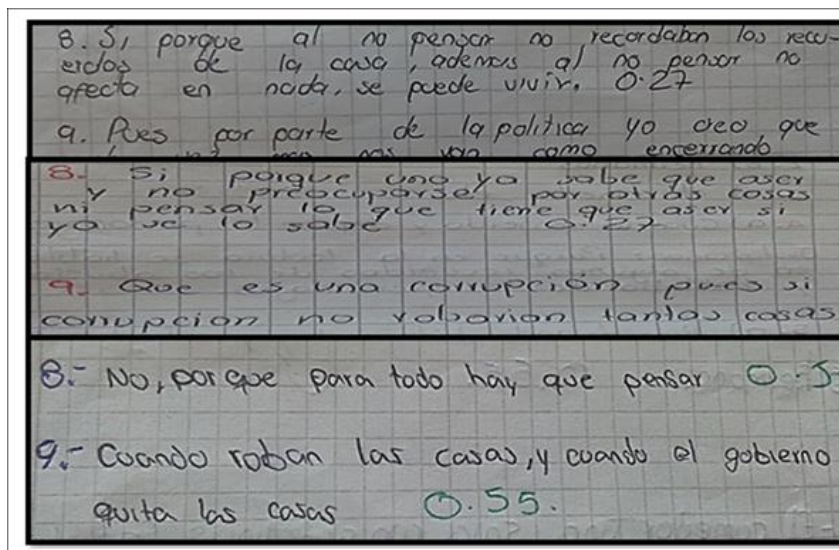 8. Si, porque al no pensar no recordaban los recu-
erdos de la casa, ademas al no pensar no
afecta en nada, se puede vivir. 0.27
9. Pues por parte de la politica yo creo que
como encerrando
8. Si porque uno ya sabe que aser
y no preocuparse por otras cosas
ni pensar lo que tiene que aser si
ya se lo sabe 0.27
9. Que es una corrupción pues si
corrupcion no robarian tantas cosas
8.- No, porque para todo hay que pensar 0.5
9.- Cuando roban las casas, y cuando el gobierno
quita las casas 0.55.